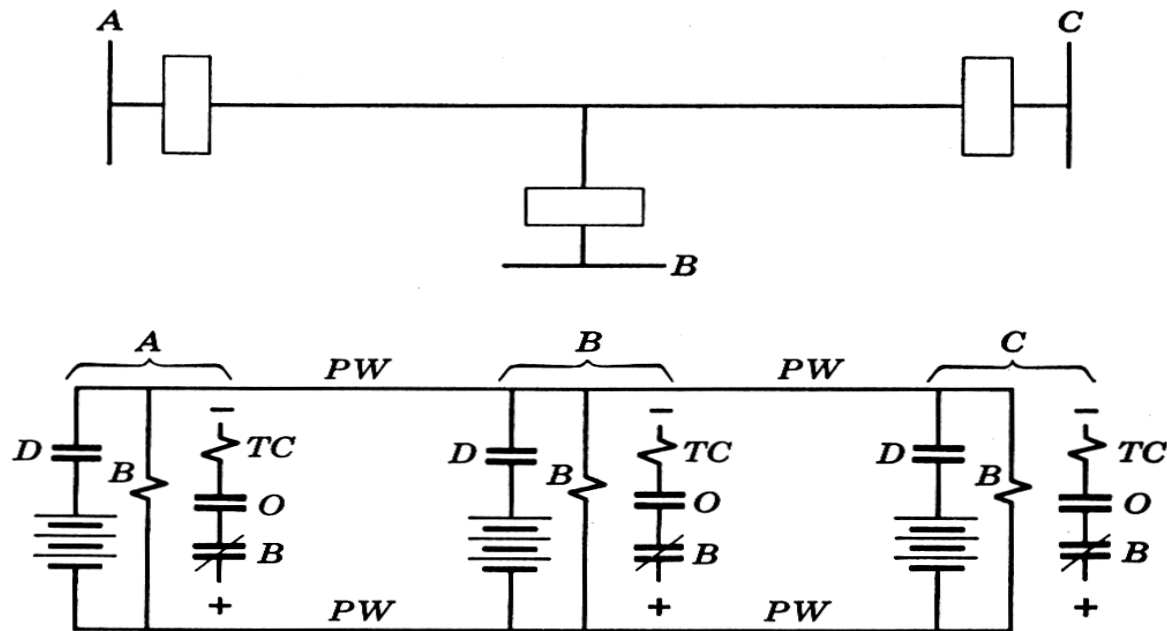 A C
B
A PW B PW C
D B − TC O B +
D B − TC O B +
D B − TC O B +
PW PW